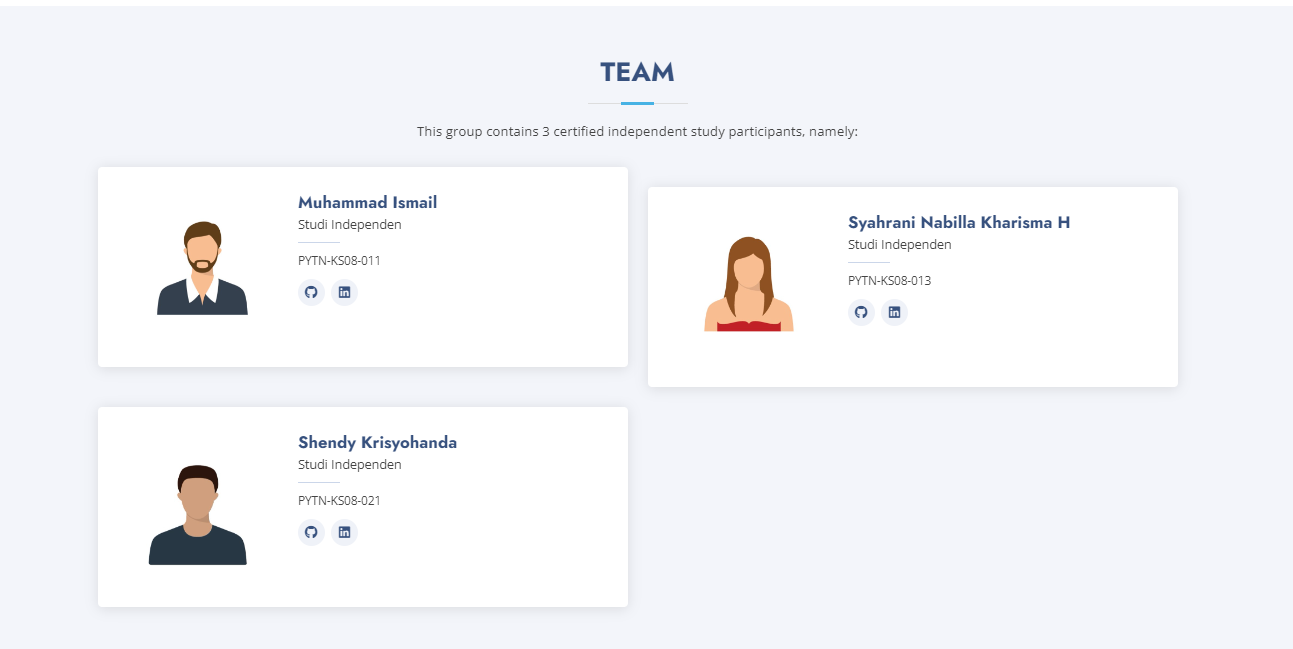 TEAM
This group contains 3 certified independent study participants, namely:
Muhammad Ismail
Studi Independen
PYTN-KS08-011
Syahrani Nabilla Kharisma H
Studi Independen
PYTN-KS08-013
Shendy Krisyohanda
Studi Independen
PYTN-KS08-021